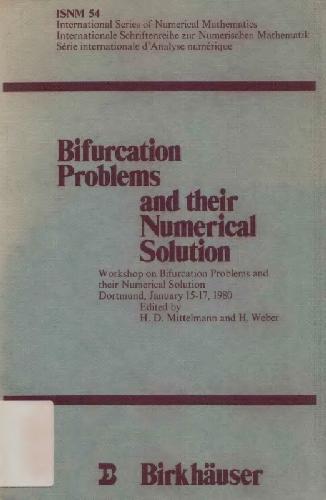 ISNM 54
International Series of Numerical Mathematics
Internationale Schriftenreihe zur Numerischen Mathematik
Série internationale d'Analyse numérique
Bifurcation
Problems
and their
Numerical
Solution
Workshop on Bifurcation Problems and
their Numerical Solution
Dortmund, January 15-17, 1980
Edited by
H. D. Mittelmann and H. Weber
B Birkhäuser